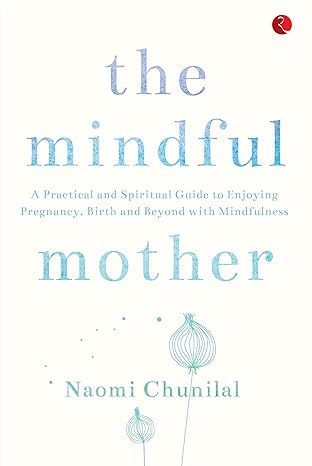 the
mindful
A Practical and Spiritual Guide to Enjoying
Pregnancy, Birth and Beyond with Mindfulness
mother
Naomi Chunilal